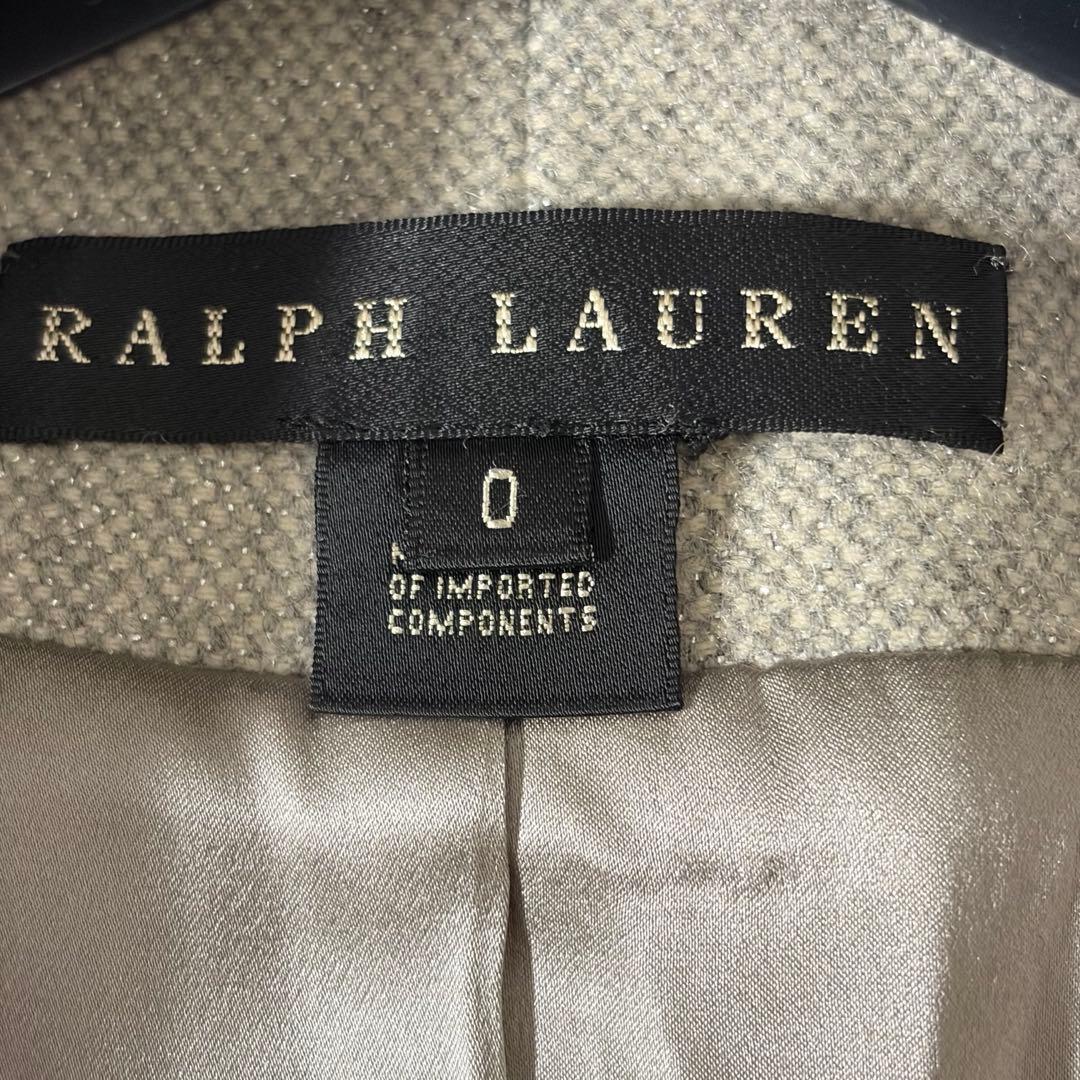 RALPH LAUREN
0
OF IMPORTED
COMPONENTS